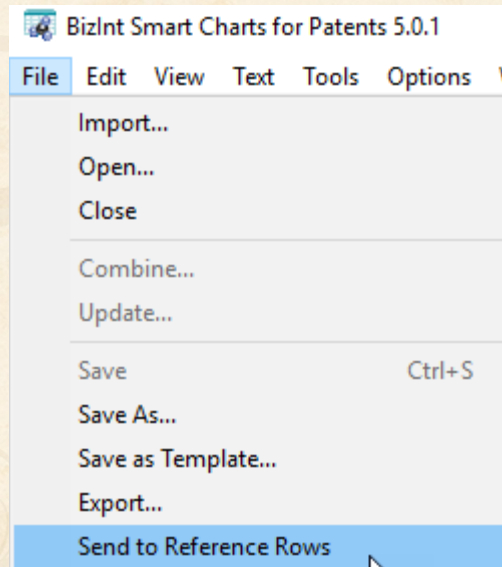 BizInt Smart Charts for Patents 5.0.1
File Edit View Text Tools Options
Import...
Open...
Close
Combine...
Update...
Save Ctrl+S
Save As...
Save as Template...
Export...
Send to Reference Rows